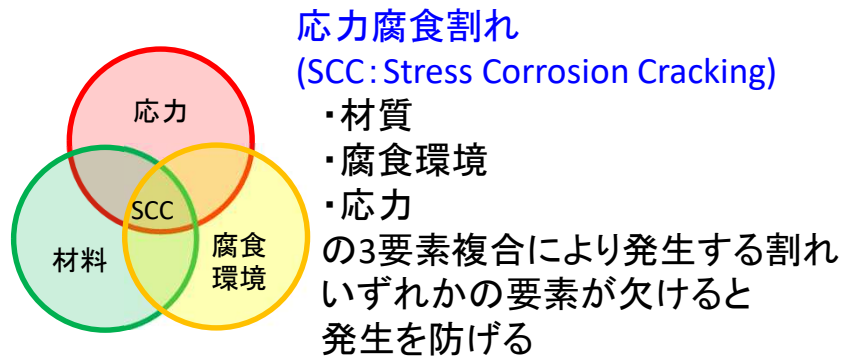 応力腐食割れ
(SCC:Stress Corrosion Cracking)
・材質
・腐食環境
・応力
の3要素複合により発生する割れ
いずれかの要素が欠けると
発生を防げる
応力
SCC
材料
腐食
環境